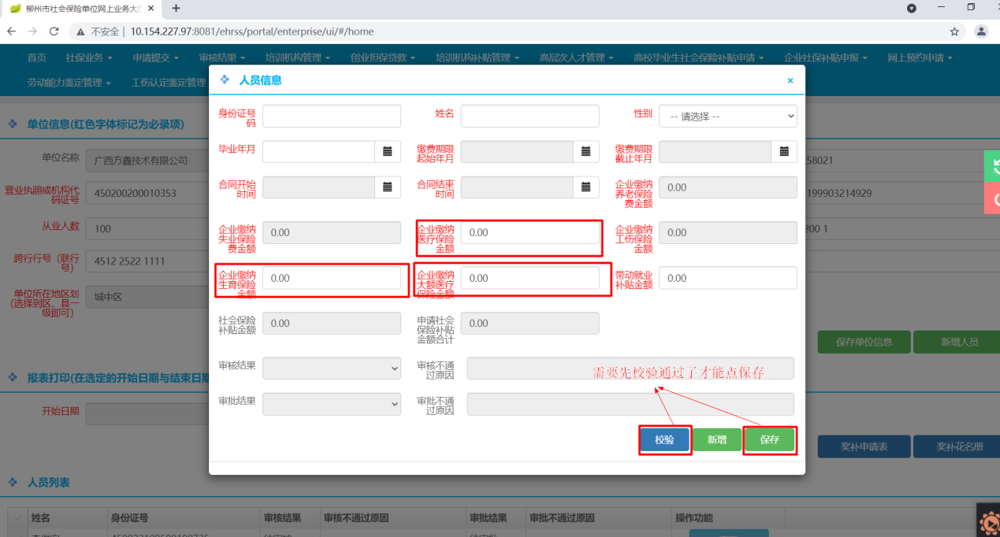 柳州市社会保险单位网上业务大
不安全 | 10.154.227.97:8081/ehrss/portal/enterprise/ui/#/home
首页 社保业务 申请提交 审核结果 培训机构管理 创业担保贷款 培训机构补贴管理 高层次人才管理 高校毕业生社会保险补贴申请 企业社保补贴申报 网上预约申请
劳动能力鉴定管理 工伤认定鉴定管理
人员信息 ×
身份证号码 姓名 性别 -- 请选择 --
毕业年月 缴费期限起始年月 缴费期限截止年月
合同开始时间 合同结束时间 企业缴纳养老保险费金额 0.00
企业缴纳失业保险费金额 0.00 企业缴纳医疗保险金额 0.00 企业缴纳工伤保险金额 0.00
企业缴纳生育保险金额 0.00 企业缴纳大额医疗保险金额 0.00 带动就业补贴金额 0.00
社会保险补贴金额 0.00 申请社会保险补贴金额合计 0.00
审核结果 审核不通过原因
需要先校验通过了才能点保存
审批结果 审批不通过原因
校验 新增 保存
单位信息(红色字体标记为必录项)
单位名称 广西方鑫技术有限公司 58021
营业执照或机构代码证号 450200200010353 199903214929
从业人数 100 200 1
跨行行号（联行号） 4512 2522 1111
单位所在地区划(选择到区、县一级即可) 城中区
保存单位信息 新增人员
报表打印(在选定的开始日期与结束日期
开始日期
奖补申请表 奖补花名册
人员列表
姓名 身份证号 审核结果 审核不通过原因 审批结果 审批不通过原因 操作功能